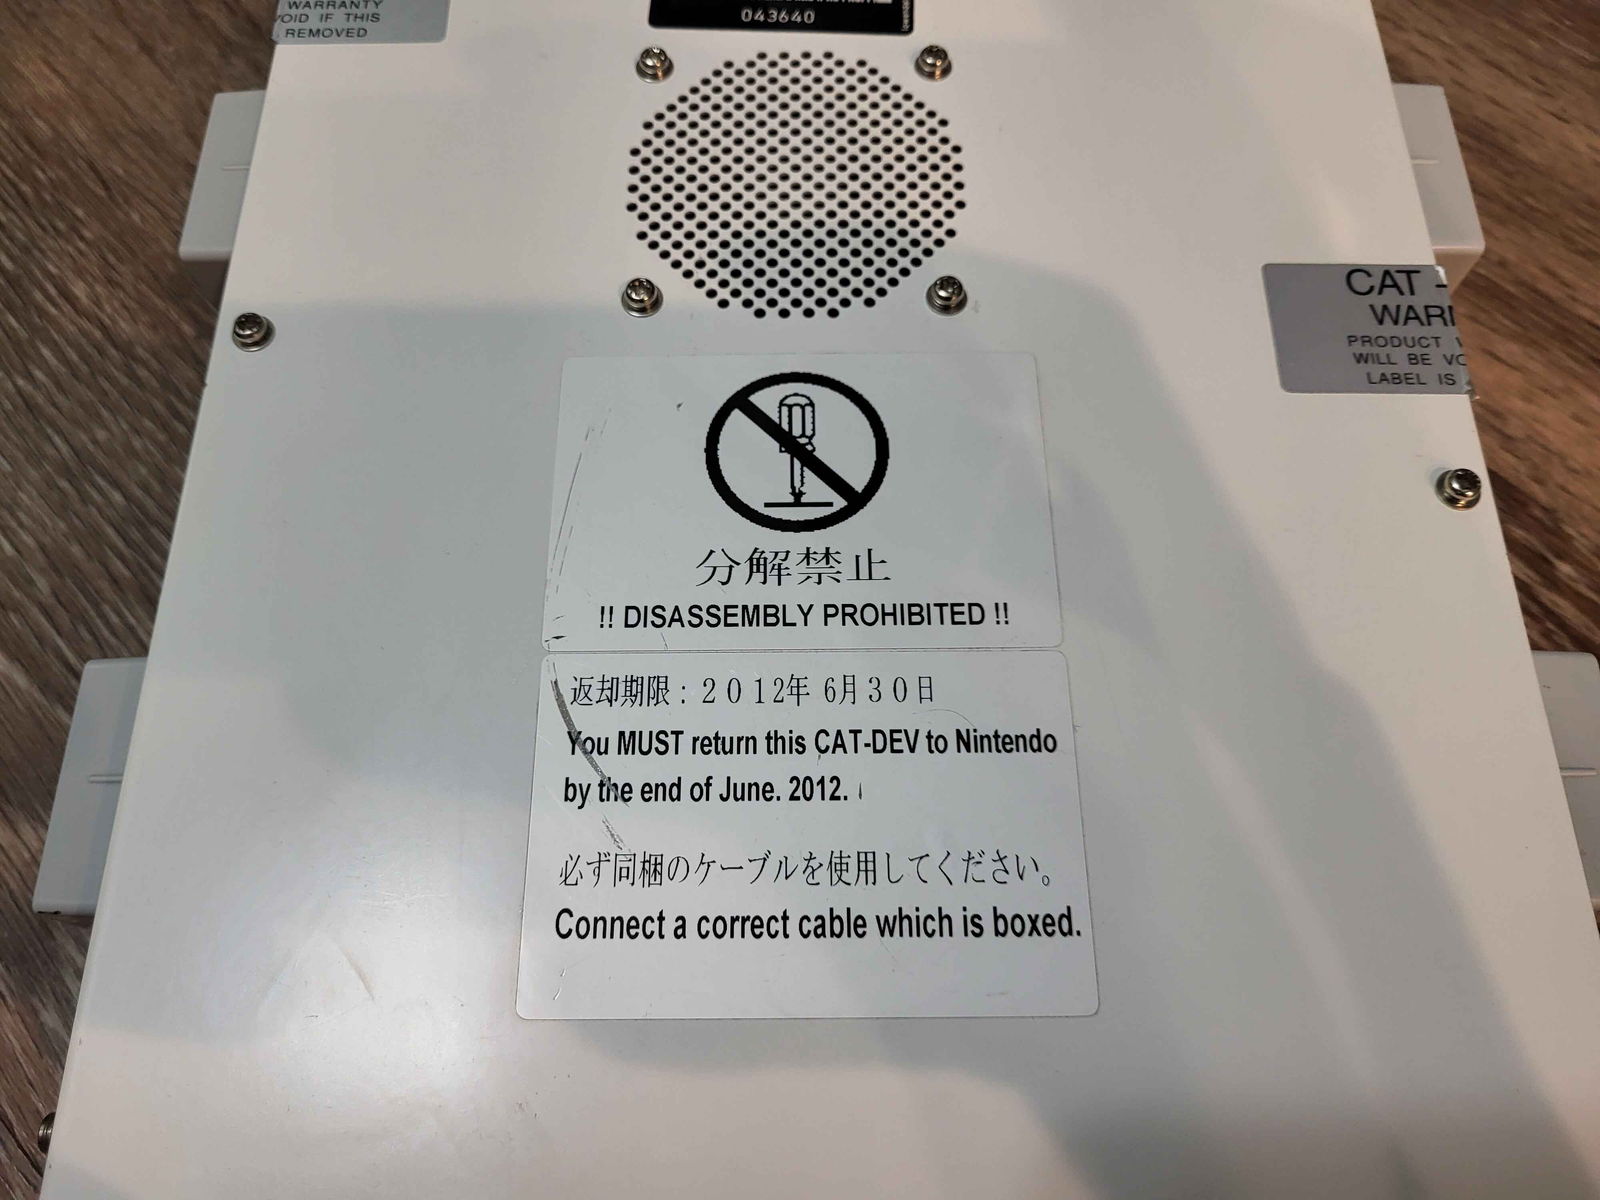 WARRANTY
VOID IF THIS
REMOVED
043640
CAT -
WAR
PRODUCT
WILL BE VO
LABEL IS
分解禁止
!! DISASSEMBLY PROHIBITED !!
返却期限：２０１２年 ６月３０日
You MUST return this CAT-DEV to Nintendo
by the end of June. 2012.
必ず同梱のケーブルを使用してください。
Connect a correct cable which is boxed.